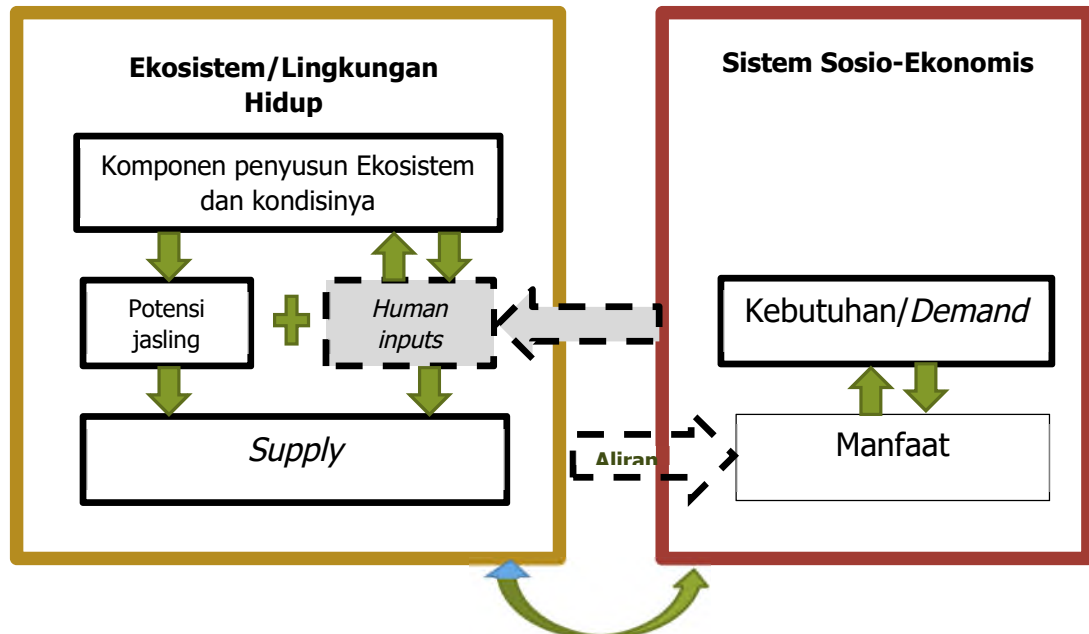 Ekosistem/Lingkungan
Hidup
Komponen penyusun Ekosistem
dan kondisinya
Potensi
jasling
Human
inputs
Supply
Aliran
Sistem Sosio-Ekonomis
Kebutuhan/Demand
Manfaat